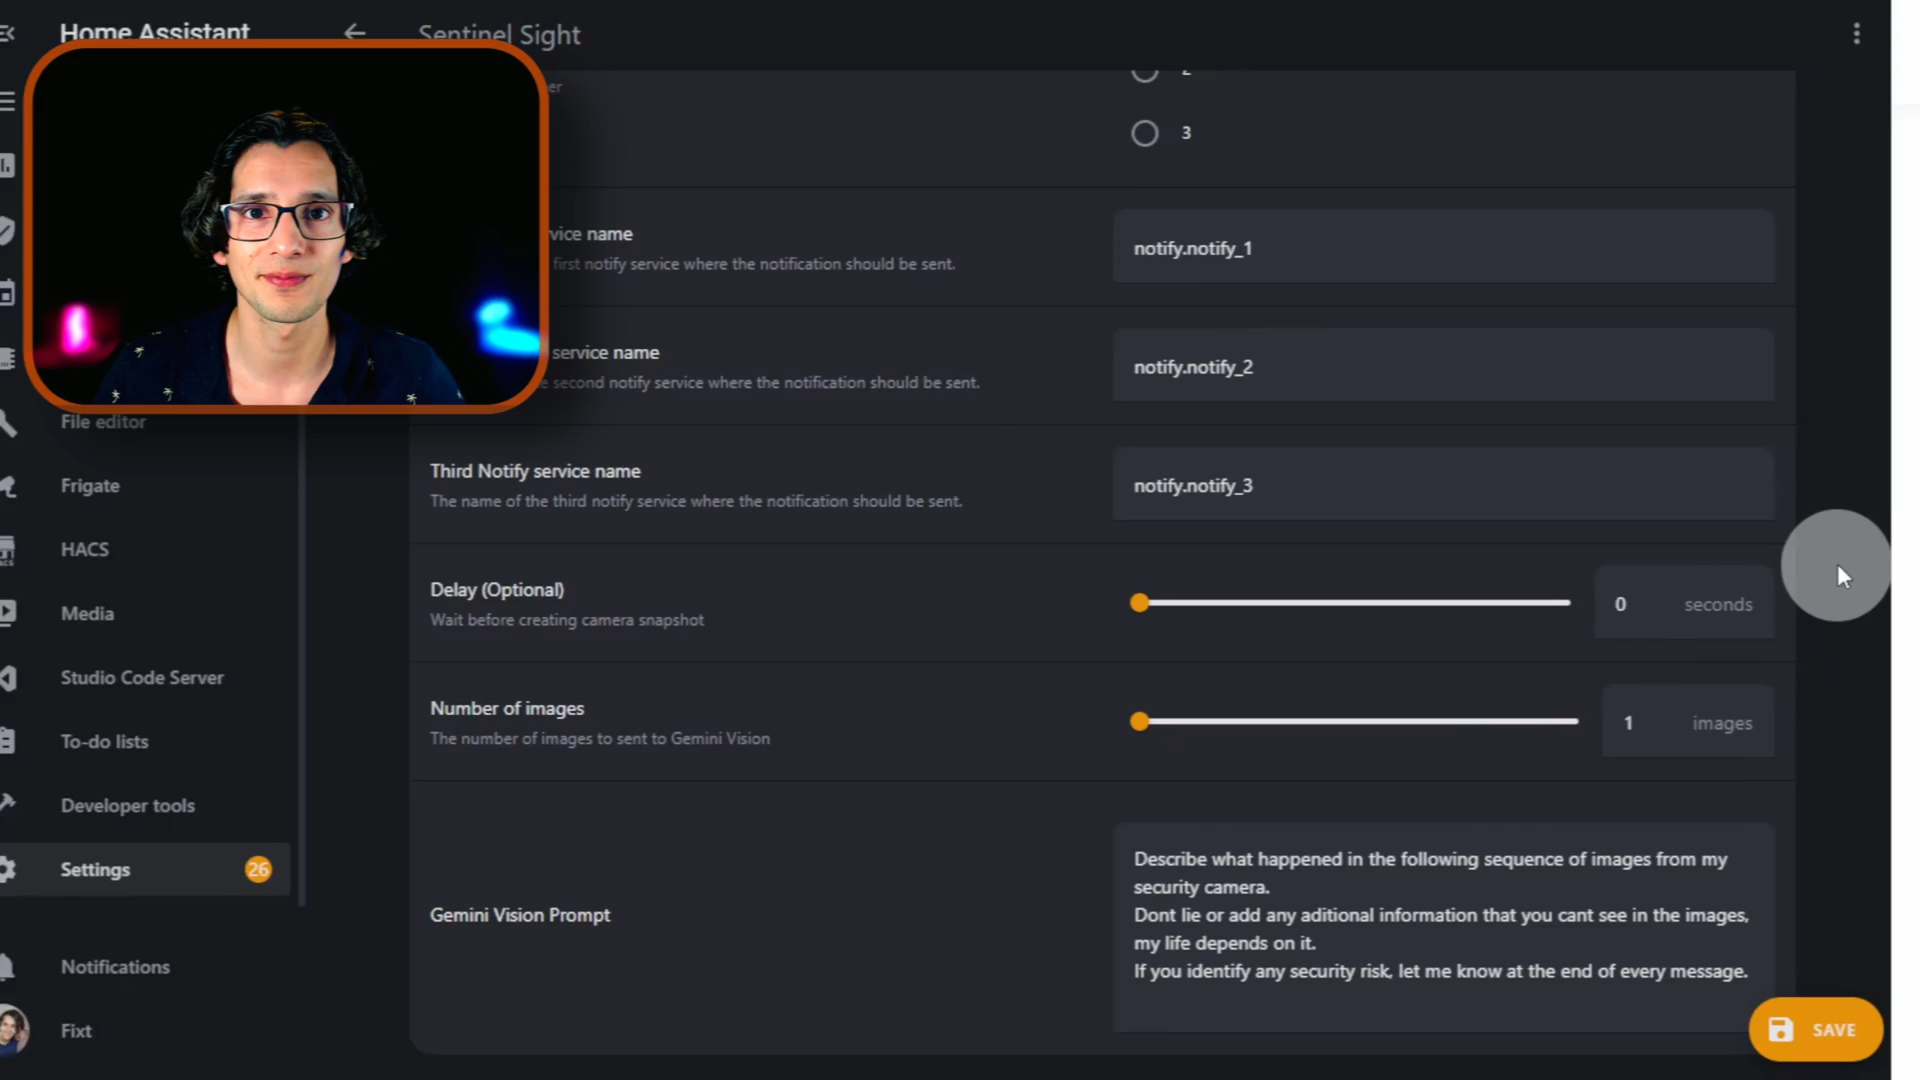 Home Assistant
Sentinel Sight
er
2
3
vice name
first notify service where the notification should be sent.
notify.notify_1
service name
e second notify service where the notification should be sent.
notify.notify_2
File editor
Third Notify service name
The name of the third notify service where the notification should be sent.
notify.notify_3
Frigate
HACS
Delay (Optional)
Wait before creating camera snapshot
0 seconds
Media
Studio Code Server
Number of images
The number of images to sent to Gemini Vision
1 images
To-do lists
Developer tools
Settings
26
Gemini Vision Prompt
Describe what happened in the following sequence of images from my
security camera.
Dont lie or add any aditional information that you cant see in the images,
my life depends on it.
If you identify any security risk, let me know at the end of every message.
Notifications
Fixt
SAVE